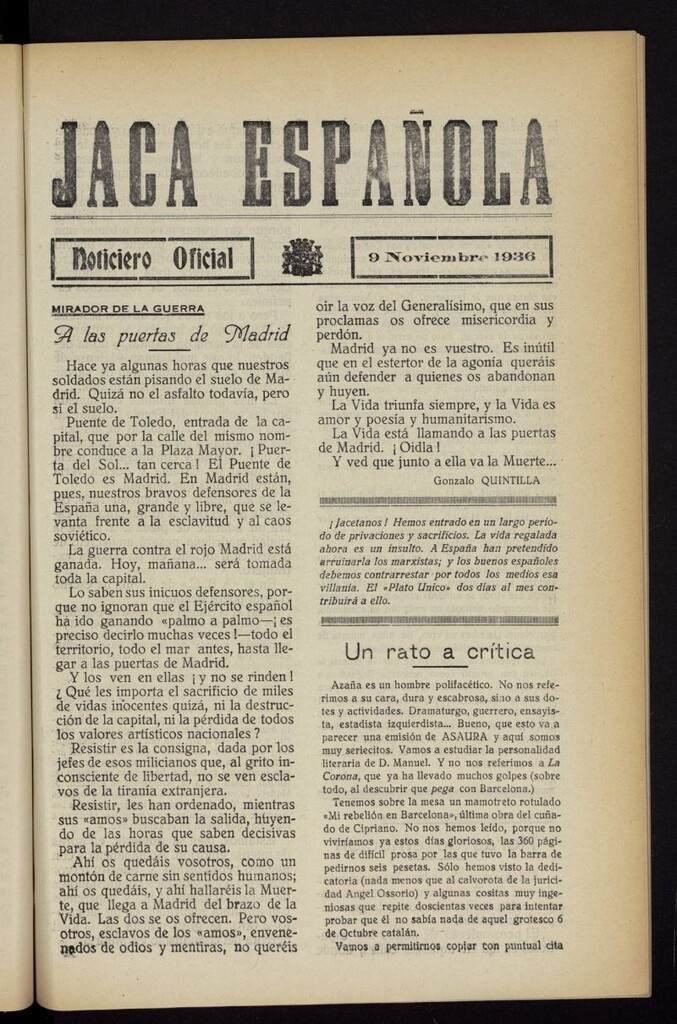 JACA ESPAÑOLA
Noticiero Oficial
9 Noviembre 1936
MIRADOR DE LA GUERRA
A las puertas de Madrid
Hace ya algunas horas que nuestros
soldados están pisando el suelo de Ma-
drid. Quizá no el asfalto todavía, pero
sí el suelo.
Puente de Toledo, entrada de la ca-
pital, que por la calle del mismo nom-
bre conduce a la Plaza Mayor. ¡ Puer-
ta del Sol... tan cerca ! El Puente de
Toledo es Madrid. En Madrid están,
pues, nuestros bravos defensores de la
España una, grande y libre, que se le-
vanta frente a la esclavitud y al caos
soviético.
La guerra contra el rojo Madrid está
ganada. Hoy, mañana... será tomada
toda la capital.
Lo saben sus inicuos defensores, por-
que no ignoran que el Ejército español
ha ido ganando «palmo a palmo—¡ es
preciso decirlo muchas veces !—todo el
territorio, todo el mar antes, hasta lle-
gar a las puertas de Madrid.
Y los ven en ellas ¡ y no se rinden !
¿ Qué les importa el sacrificio de miles
de vidas inocentes quizá, ni la destruc-
ción de la capital, ni la pérdida de todos
los valores artísticos nacionales ?
Resistir es la consigna, dada por los
jefes de esos milicianos que, al grito in-
consciente de libertad, no se ven escla-
vos de la tiranía extranjera.
Resistir, les han ordenado, mientras
sus «amos» buscaban la salida, huyen-
do de las horas que saben decisivas
para la pérdida de su causa.
Ahí os quedáis vosotros, como un
montón de carne sin sentidos humanos;
ahí os quedáis, y ahí hallaréis la Muer-
te, que llega a Madrid del brazo de la
Vida. Las dos se os ofrecen. Pero vos-
otros, esclavos de los «amos», envene-
nados de odios y mentiras, no queréis
oir la voz del Generalísimo, que en sus
proclamas os ofrece misericordia y
perdón.
Madrid ya no es vuestro. Es inútil
que en el estertor de la agonía queráis
aún defender a quienes os abandonan
y huyen.
La Vida triunfa siempre, y la Vida es
amor y poesía y humanitarismo.
La Vida está llamando a las puertas
de Madrid. ¡ Oidla !
Y ved que junto a ella va la Muerte...
Gonzalo QUINTILLA
¡Jacetanos! Hemos entrado en un largo perío-
do de privaciones y sacrificios. La vida regalada
ahora es un insulto. A España han pretendido
arruinarla los marxistas; y los buenos españoles
debemos contrarrestar por todos los medios esa
villanía. El «Plato Unico» dos días al mes con-
tribuirá a ello.
Un rato a crítica
Azaña es un hombre polifacético. No nos refe-
rimos a su cara, dura y escabrosa, sino a sus do-
tes y actividades. Dramaturgo, guerrero, ensayis-
ta, estadista izquierdista... Bueno, que esto va a
parecer una emisión de ASAURA y aquí somos
muy seriecitos. Vamos a estudiar la personalidad
literaria de D. Manuel. Y no nos referimos a La
Corona, que ya ha llevado muchos golpes (sobre
todo, al descubrir que pega con Barcelona.)
Tenemos sobre la mesa un mamotreto rotulado
«Mi rebelión en Barcelona», última obra del cuña-
do de Cipriano. No nos hemos leído, porque no
viviríamos ya estos días gloriosos, las 360 pági-
nas de difícil prosa por las que tuvo la barra de
pedirnos seis pesetas. Sólo hemos visto la dedi-
catoria (nada menos que al calvorota de la juríci-
dad Angel Ossorio) y algunas cositas muy inge-
niosas que repite doscientas veces para intentar
probar que él no sabía nada de aquel grotesco 6
de Octubre catalán.
Vamos a permitirnos copiar con puntual cita